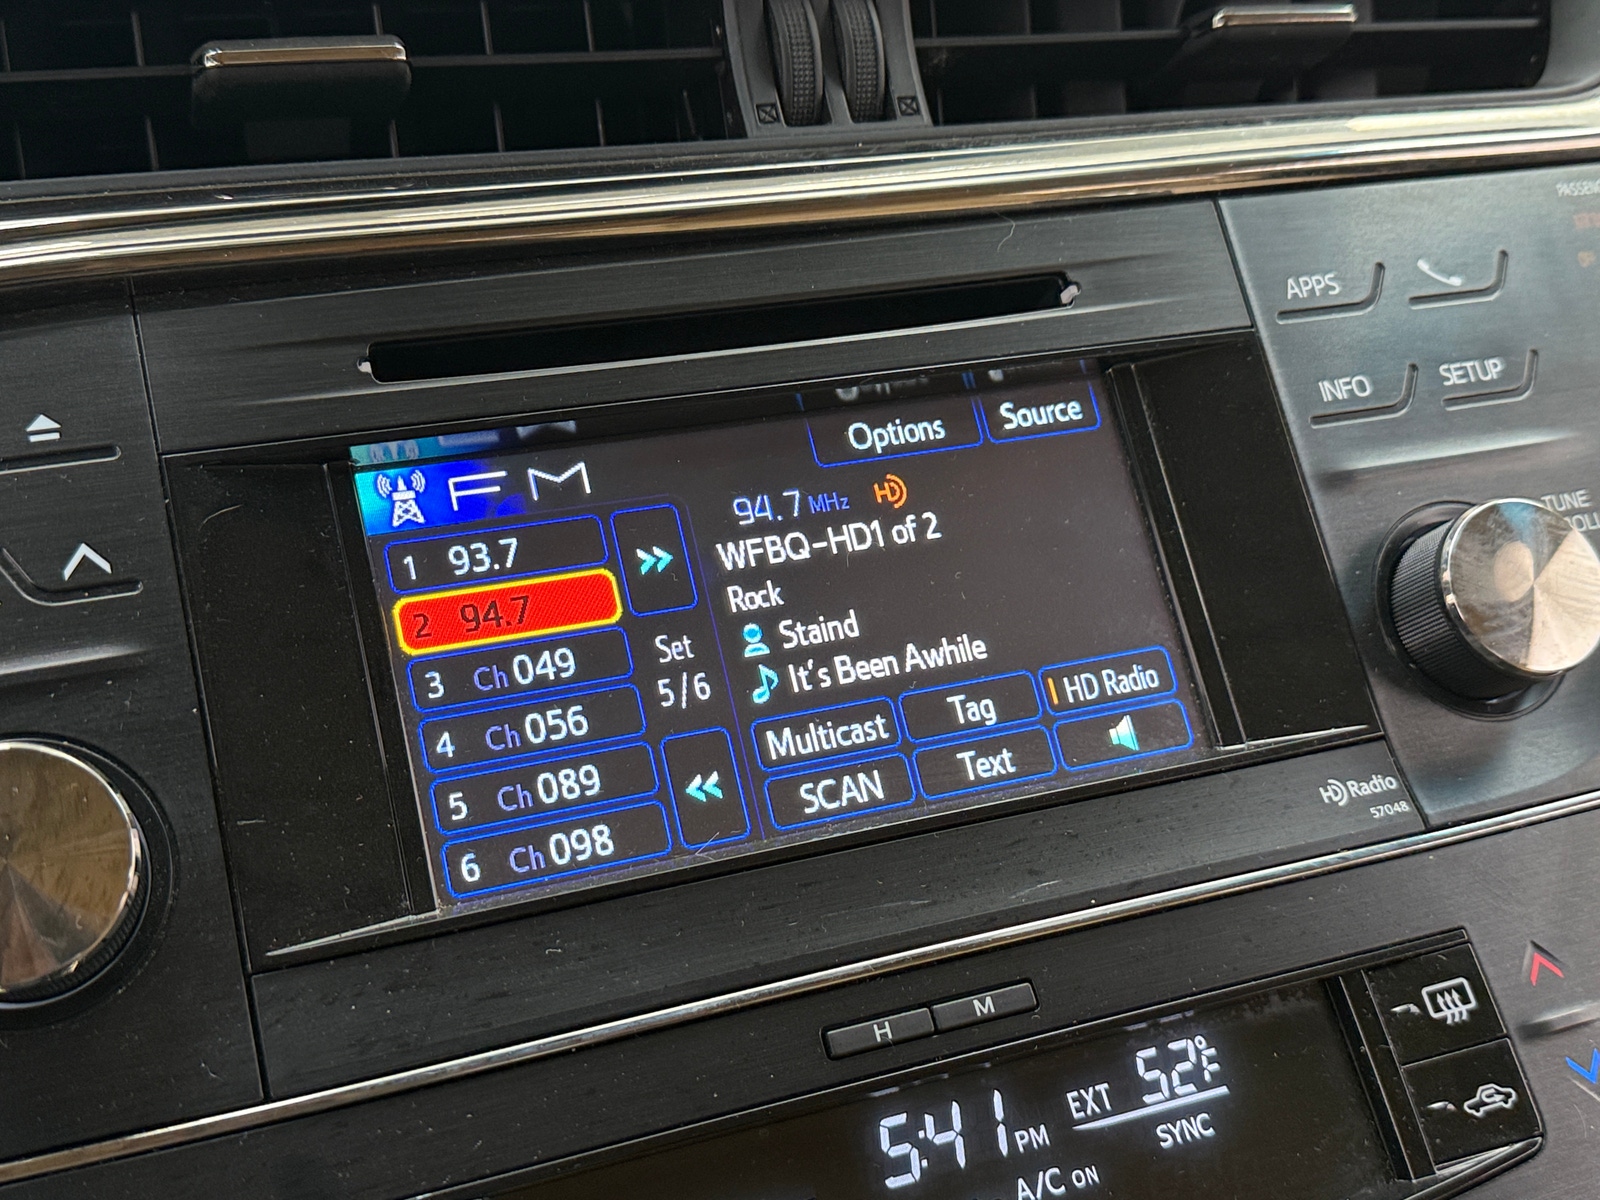 APPS
INFO
SETUP
TUNE
Options
Source
FM
1 93.7
2 94.7
3 Ch 049
4 Ch 056
5 Ch 089
6 Ch 098
Set
5/6
94.7 MHz HD
WFBQ-HD1 of 2
Rock
Staind
It's Been Awhile
Multicast
Tag
HD Radio
SCAN
Text
HD Radio
57048
H
M
5:41 PM
EXT 52°F
SYNC
A/C ON